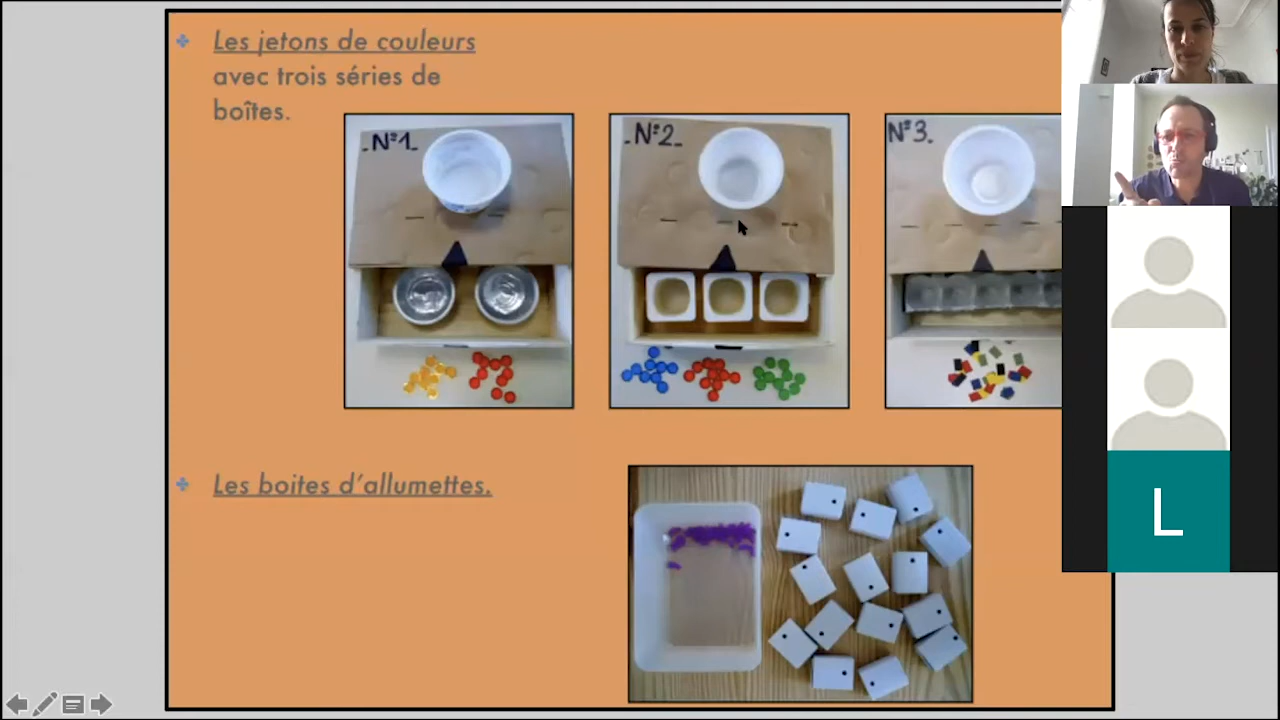 Les jetons de couleurs
avec trois séries de
boîtes.
-N°1-
-N°2-
N°3.
Les boites d'allumettes.
L